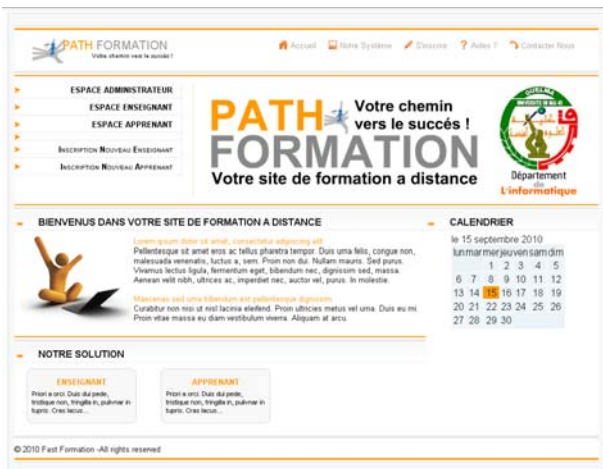 PATH FORMATION
Votre chemin vers le succès !
Accueil Notre Système S'inscrire Aides ? Contacter Nous
ESPACE ADMINISTRATEUR
ESPACE ENSEIGNANT
ESPACE APPRENANT
INSCRIPTION NOUVEAU ENSEIGNANT
INSCRIPTION NOUVEAU APPRENANT
PATH
FORMATION
Votre chemin
vers le succés !
Votre site de formation a distance
GUELMA
Département
de
L'informatique
BIENVENUS DANS VOTRE SITE DE FORMATION A DISTANCE
Lorem ipsum dolor sit amet, consectetur adipiscing elit
Pellentesque sit amet eros ac tellus pharetra tempor. Duis urna felis, congue non,
malesuada venenatis, luctus a, sem. Proin non dui. Nullam mauris. Sed purus.
Vivamus lectus ligula, fermentum eget, bibendum nec, dignissim sed, massa.
Aenean velit nibh, ultrices ac, imperdiet nec, auctor vel, purus. In molestie.
Maecenas sed urna bibendum est pellentesque dignissim.
Curabitur non nisi ut nisl lacinia eleifend. Proin ultricies metus vel urna. Duis eu mi.
Proin vitae massa eu diam vestibulum viverra. Aliquam at arcu.
CALENDRIER
le 15 septembre 2010
lun mar mer jeu ven sam dim
1 2 3 4 5
6 7 8 9 10 11 12
13 14 15 16 17 18 19
20 21 22 23 24 25 26
27 28 29 30
NOTRE SOLUTION
ENSEIGNANT
Priori a orci. Duis dui pede,
tristique non, fringilla in, pulvinar in
turpis. Cras lacus...
APPRENANT
Priori a orci. Duis dui pede,
tristique non, fringilla in, pulvinar in
turpis. Cras lacus...
© 2010 Fast Formation -All rights reserved